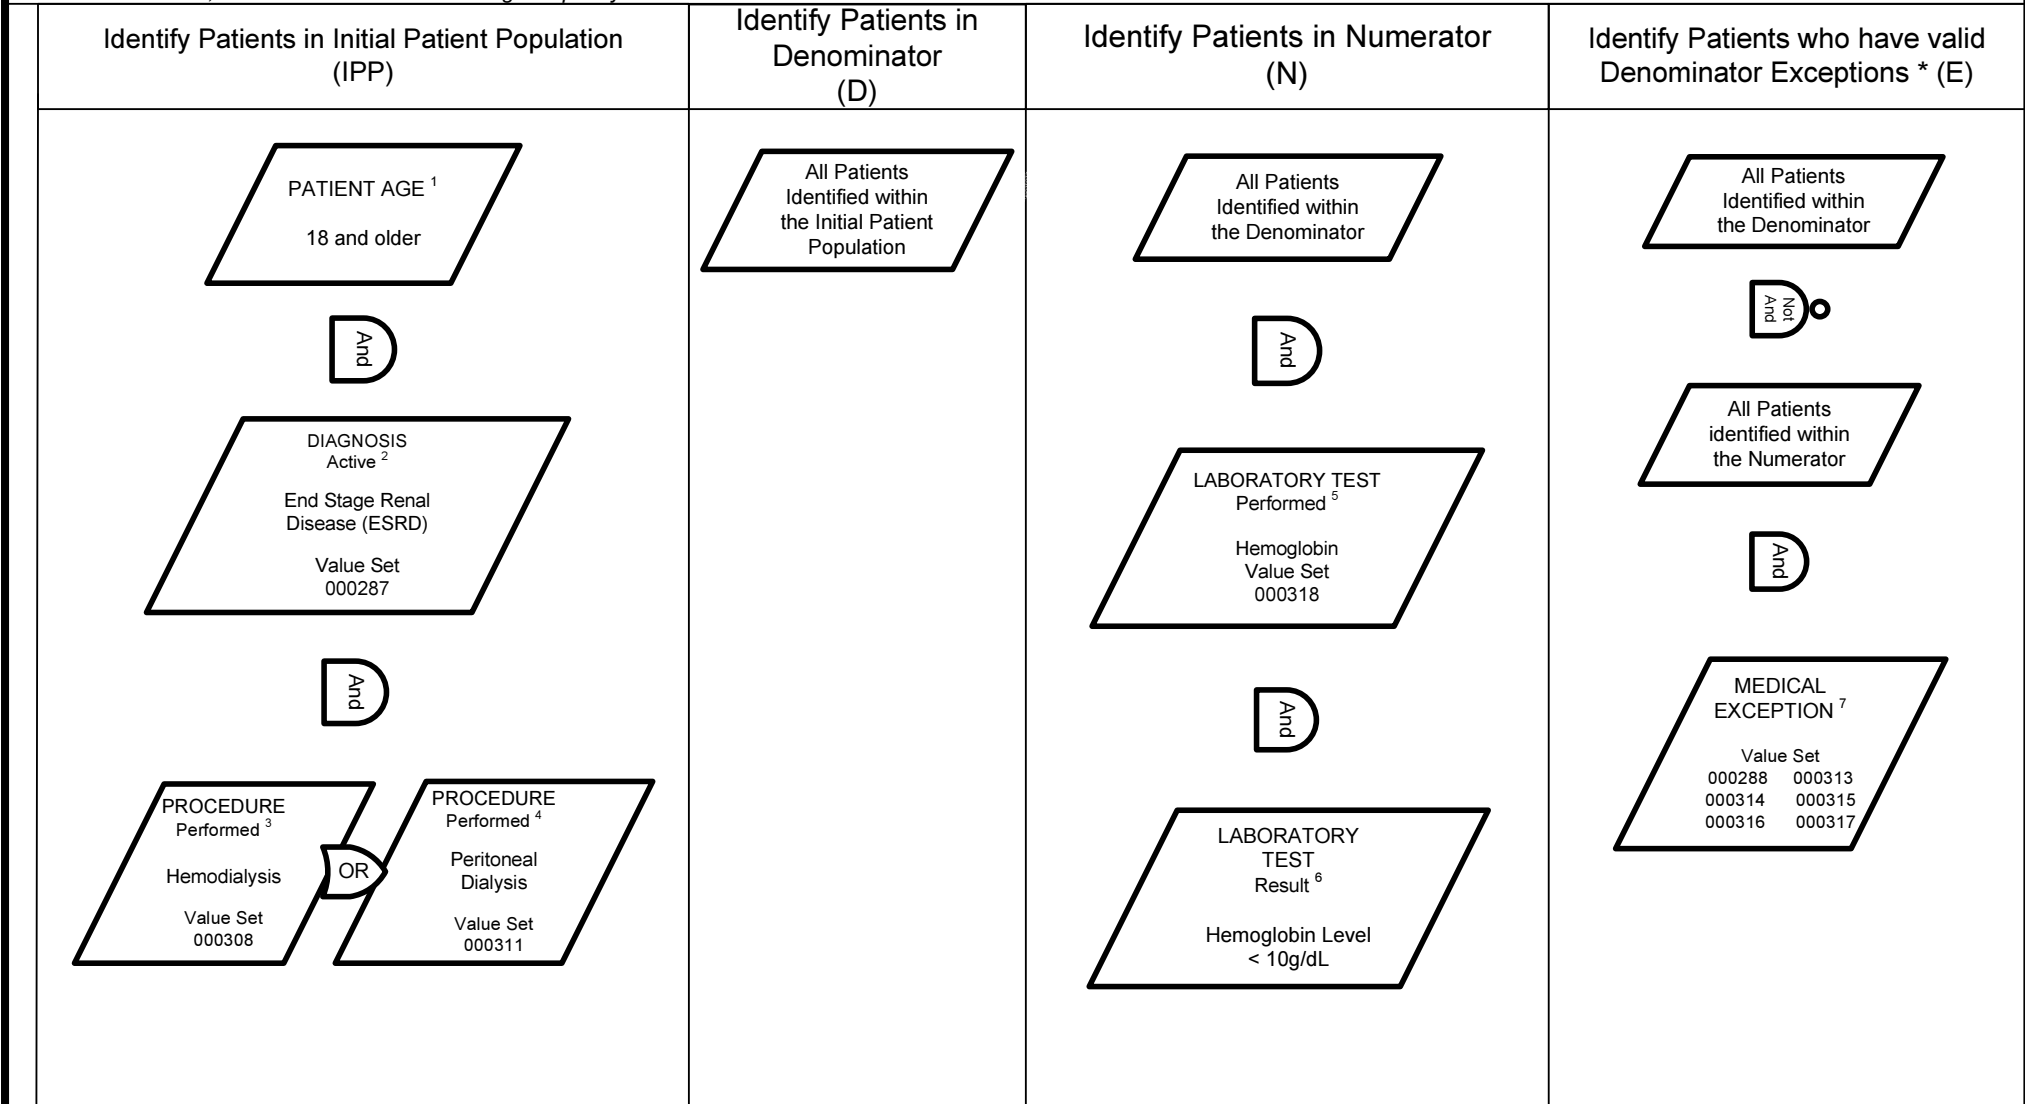 Identify Patients in Initial Patient Population
(IPP)
Identify Patients in
Denominator
(D)
Identify Patients in Numerator
(N)
Identify Patients who have valid
Denominator Exceptions * (E)
PATIENT AGE 1
18 and older
And
DIAGNOSIS
Active 2
End Stage Renal
Disease (ESRD)
Value Set
000287
And
PROCEDURE
Performed 3
Hemodialysis
Value Set
000308
OR
PROCEDURE
Performed 4
Peritoneal
Dialysis
Value Set
000311
All Patients
Identified within
the Initial Patient
Population
All Patients
Identified within
the Denominator
And
LABORATORY TEST
Performed 5
Hemoglobin
Value Set
000318
And
LABORATORY
TEST
Result 6
Hemoglobin Level
< 10g/dL
All Patients
Identified within
the Denominator
Not
And
All Patients
identified within
the Numerator
And
MEDICAL
EXCEPTION 7
Value Set
000288 000313
000314 000315
000316 000317